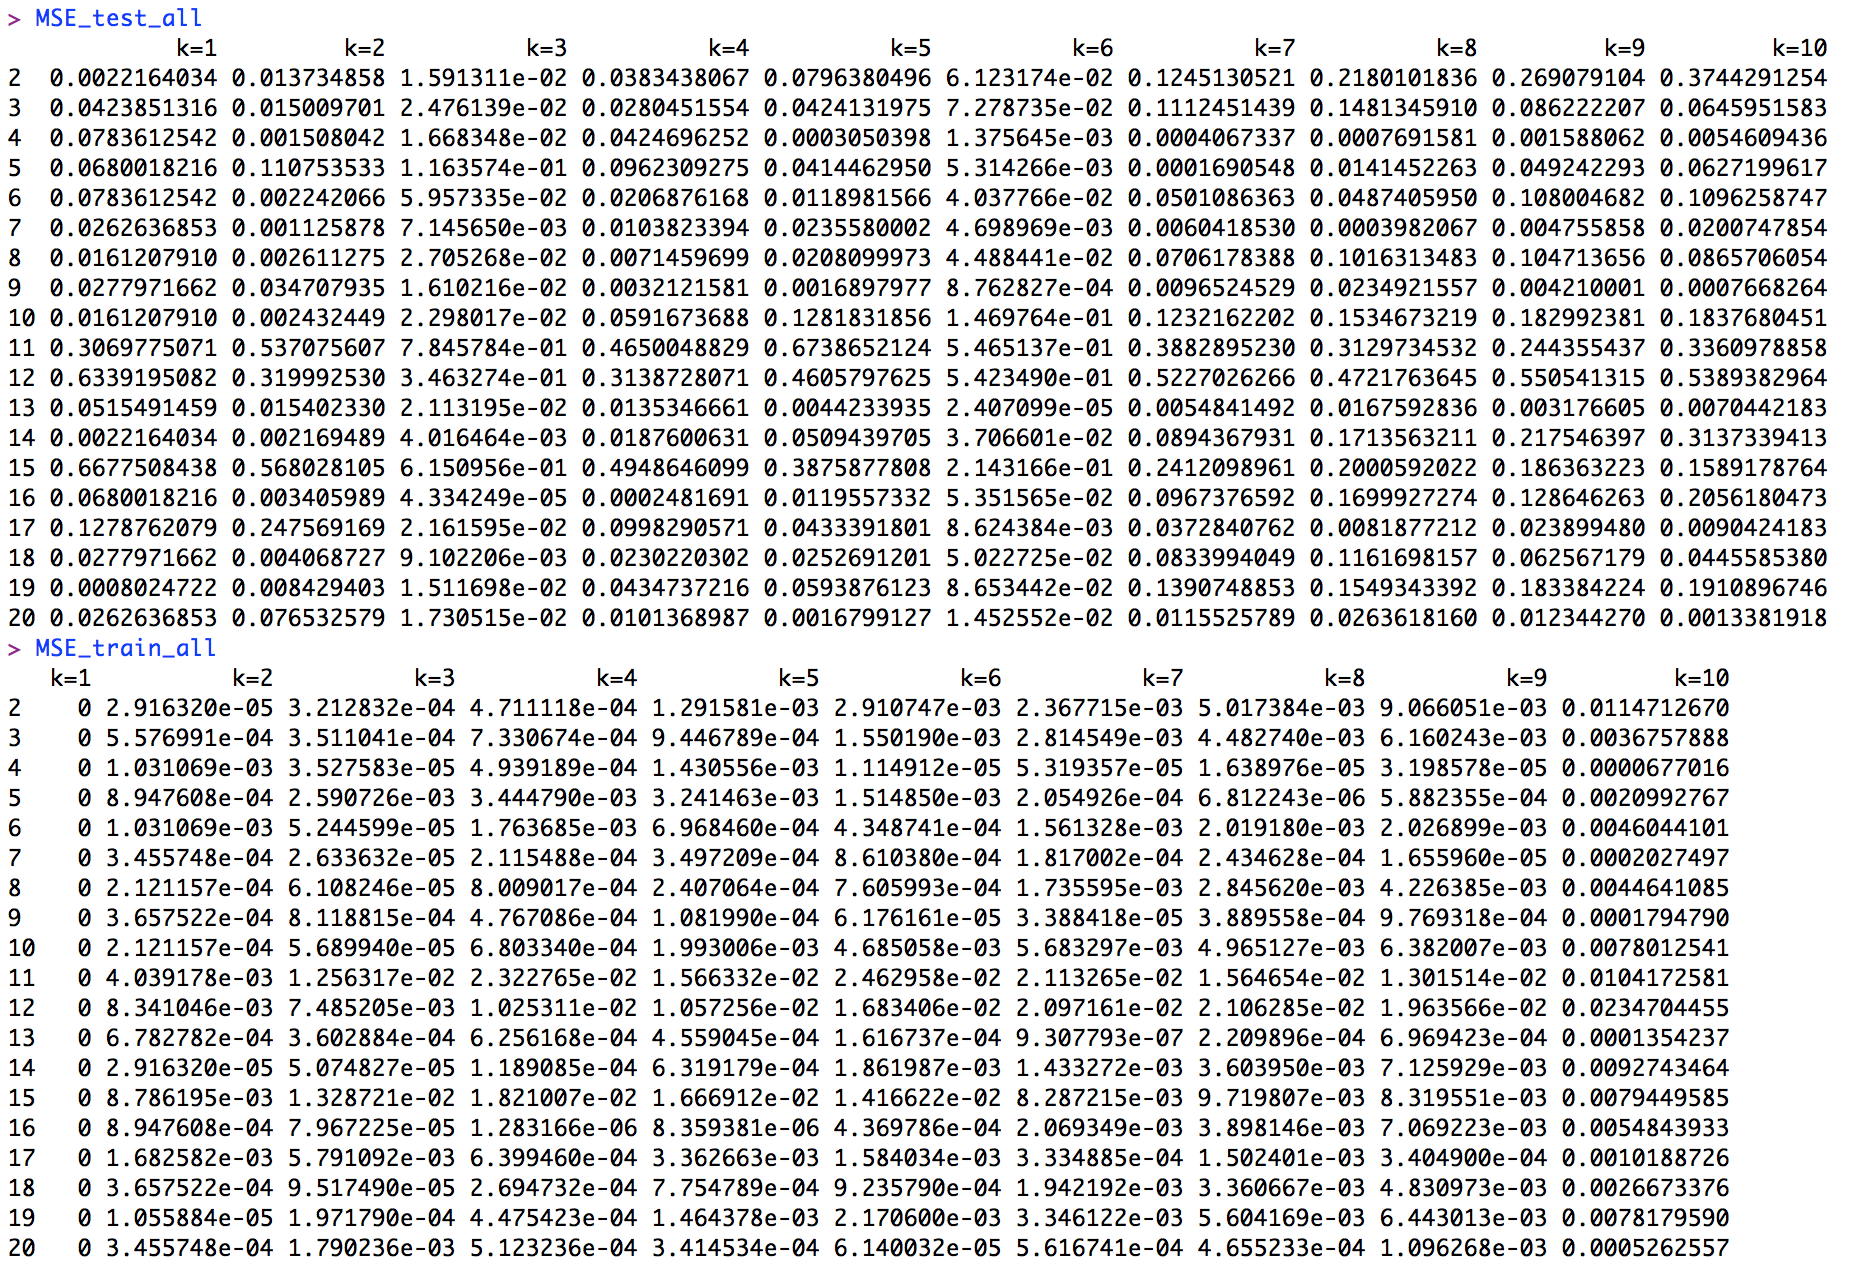 > MSE_test_all
k=1 k=2 k=3 k=4 k=5 k=6 k=7 k=8 k=9 k=10
2 0.0022164034 0.013734858 1.591311e-02 0.0383438067 0.0796380496 6.123174e-02 0.1245130521 0.2180101836 0.269079104 0.3744291254
3 0.0423851316 0.015009701 2.476139e-02 0.0280451554 0.0424131975 7.278735e-02 0.1112451439 0.1481345910 0.086222207 0.0645951583
4 0.0783612542 0.001508042 1.668348e-02 0.0424696252 0.0003050398 1.375645e-03 0.0004067337 0.0007691581 0.001588062 0.0054609436
5 0.0680018216 0.110753533 1.163574e-01 0.0962309275 0.0414462950 5.314266e-03 0.0001690548 0.0141452263 0.049242293 0.0627199617
6 0.0783612542 0.002242066 5.957335e-02 0.0206876168 0.0118981566 4.037766e-02 0.0501086363 0.0487405950 0.108004682 0.1096258747
7 0.0262636853 0.001125878 7.145650e-03 0.0103823394 0.0235580002 4.698969e-03 0.0060418530 0.0003982067 0.004755858 0.0200747854
8 0.0161207910 0.002611275 2.705268e-02 0.0071459699 0.0208099973 4.488441e-02 0.0706178388 0.1016313483 0.104713656 0.0865706054
9 0.0277971662 0.034707935 1.610216e-02 0.0032121581 0.0016897977 8.762827e-04 0.0096524529 0.0234921557 0.004210001 0.0007668264
10 0.0161207910 0.002432449 2.298017e-02 0.0591673688 0.1281831856 1.469764e-01 0.1232162202 0.1534673219 0.182992381 0.1837680451
11 0.3069775071 0.537075607 7.845784e-01 0.4650048829 0.6738652124 5.465137e-01 0.3882895230 0.3129734532 0.244355437 0.3360978858
12 0.6339195082 0.319992530 3.463274e-01 0.3138728071 0.4605797625 5.423490e-01 0.5227026266 0.4721763645 0.550541315 0.5389382964
13 0.0515491459 0.015402330 2.113195e-02 0.0135346661 0.0044233935 2.407099e-05 0.0054841492 0.0167592836 0.003176605 0.0070442183
14 0.0022164034 0.002169489 4.016464e-03 0.0187600631 0.0509439705 3.706601e-02 0.0894367931 0.1713563211 0.217546397 0.3137339413
15 0.6677508438 0.568028105 6.150956e-01 0.4948646099 0.3875877808 2.143166e-01 0.2412098961 0.2000592022 0.186363223 0.1589178764
16 0.0680018216 0.003405989 4.334249e-05 0.0002481691 0.0119557332 5.351565e-02 0.0967376592 0.1699927274 0.128646263 0.2056180473
17 0.1278762079 0.247569169 2.161595e-02 0.0998290571 0.0433391801 8.624384e-03 0.0372840762 0.0081877212 0.023899480 0.0090424183
18 0.0277971662 0.004068727 9.102206e-03 0.0230220302 0.0252691201 5.022725e-02 0.0833994049 0.1161698157 0.062567179 0.0445585380
19 0.0008024722 0.008429403 1.511698e-02 0.0434737216 0.0593876123 8.653442e-02 0.1390748853 0.1549343392 0.183384224 0.1910896746
20 0.0262636853 0.076532579 1.730515e-02 0.0101368987 0.0016799127 1.452552e-02 0.0115525789 0.0263618160 0.012344270 0.0013381918
> MSE_train_all
k=1 k=2 k=3 k=4 k=5 k=6 k=7 k=8 k=9 k=10
2 0 2.916320e-05 3.212832e-04 4.711118e-04 1.291581e-03 2.910747e-03 2.367715e-03 5.017384e-03 9.066051e-03 0.0114712670
3 0 5.576991e-04 3.511041e-04 7.330674e-04 9.446789e-04 1.550190e-03 2.814549e-03 4.482740e-03 6.160243e-03 0.0036757888
4 0 1.031069e-03 3.527583e-05 4.939189e-04 1.430556e-03 1.114912e-05 5.319357e-05 1.638976e-05 3.198578e-05 0.0000677016
5 0 8.947608e-04 2.590726e-03 3.444790e-03 3.241463e-03 1.514850e-03 2.054926e-04 6.812243e-06 5.882355e-04 0.0020992767
6 0 1.031069e-03 5.244599e-05 1.763685e-03 6.968460e-04 4.348741e-04 1.561328e-03 2.019180e-03 2.026899e-03 0.0046044101
7 0 3.455748e-04 2.633632e-05 2.115488e-04 3.497209e-04 8.610380e-04 1.817002e-04 2.434628e-04 1.655960e-05 0.0002027497
8 0 2.121157e-04 6.108246e-05 8.009017e-04 2.407064e-04 7.605993e-04 1.735595e-03 2.845620e-03 4.226385e-03 0.0044641085
9 0 3.657522e-04 8.118815e-04 4.767086e-04 1.081990e-04 6.176161e-05 3.388418e-05 3.889558e-04 9.769318e-04 0.0001794790
10 0 2.121157e-04 5.689940e-05 6.803340e-04 1.993006e-03 4.685058e-03 5.683297e-03 4.965127e-03 6.382007e-03 0.0078012541
11 0 4.039178e-03 1.256317e-02 2.322765e-02 1.566332e-02 2.462958e-02 2.113265e-02 1.564654e-02 1.301514e-02 0.0104172581
12 0 8.341046e-03 7.485205e-03 1.025311e-02 1.057256e-02 1.683406e-02 2.097161e-02 2.106285e-02 1.963566e-02 0.0234704455
13 0 6.782782e-04 3.602884e-04 6.256168e-04 4.559045e-04 1.616737e-04 9.307793e-07 2.209896e-04 6.969423e-04 0.0001354237
14 0 2.916320e-05 5.074827e-05 1.189085e-04 6.319179e-04 1.861987e-03 1.433272e-03 3.603950e-03 7.125929e-03 0.0092743464
15 0 8.786195e-03 1.328721e-02 1.821007e-02 1.666912e-02 1.416622e-02 8.287215e-03 9.719807e-03 8.319551e-03 0.0079449585
16 0 8.947608e-04 7.967225e-05 1.283166e-06 8.359381e-06 4.369786e-04 2.069349e-03 3.898146e-03 7.069223e-03 0.0054843933
17 0 1.682582e-03 5.791092e-03 6.399460e-04 3.362663e-03 1.584034e-03 3.334885e-04 1.502401e-03 3.404900e-04 0.0010188726
18 0 3.657522e-04 9.517490e-05 2.694732e-04 7.754789e-04 9.235790e-04 1.942192e-03 3.360667e-03 4.830973e-03 0.0026673376
19 0 1.055884e-05 1.971790e-04 4.475423e-04 1.464378e-03 2.170600e-03 3.346122e-03 5.604169e-03 6.443013e-03 0.0078179590
20 0 3.455748e-04 1.790236e-03 5.123236e-04 3.414534e-04 6.140032e-05 5.616741e-04 4.655233e-04 1.096268e-03 0.0005262557